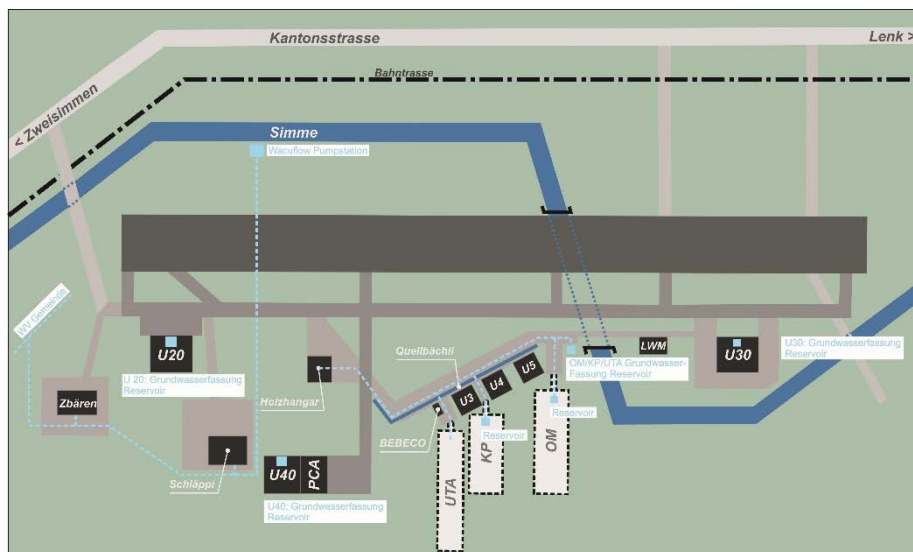 Kantonsstrasse
Lenk >
Bahntrasse
< Zweisimmen
Simme
Wacuflow Pumpstation
WV Gemeinde
U20
U 20: Grundwasserfassung
Reservoir
Quellbächli
OM/KP/UTA Grundwasser-
Fassung Reservoir
LWM
U30
U30: Grundwasserfassung
Reservoir
Zbären
Holzhangar
U3
U4
U5
BEBECO
Reservoir
Reservoir
Schläppi
U40
PCA
U40: Grundwasserfassung
Reservoir
UTA
KP
OM